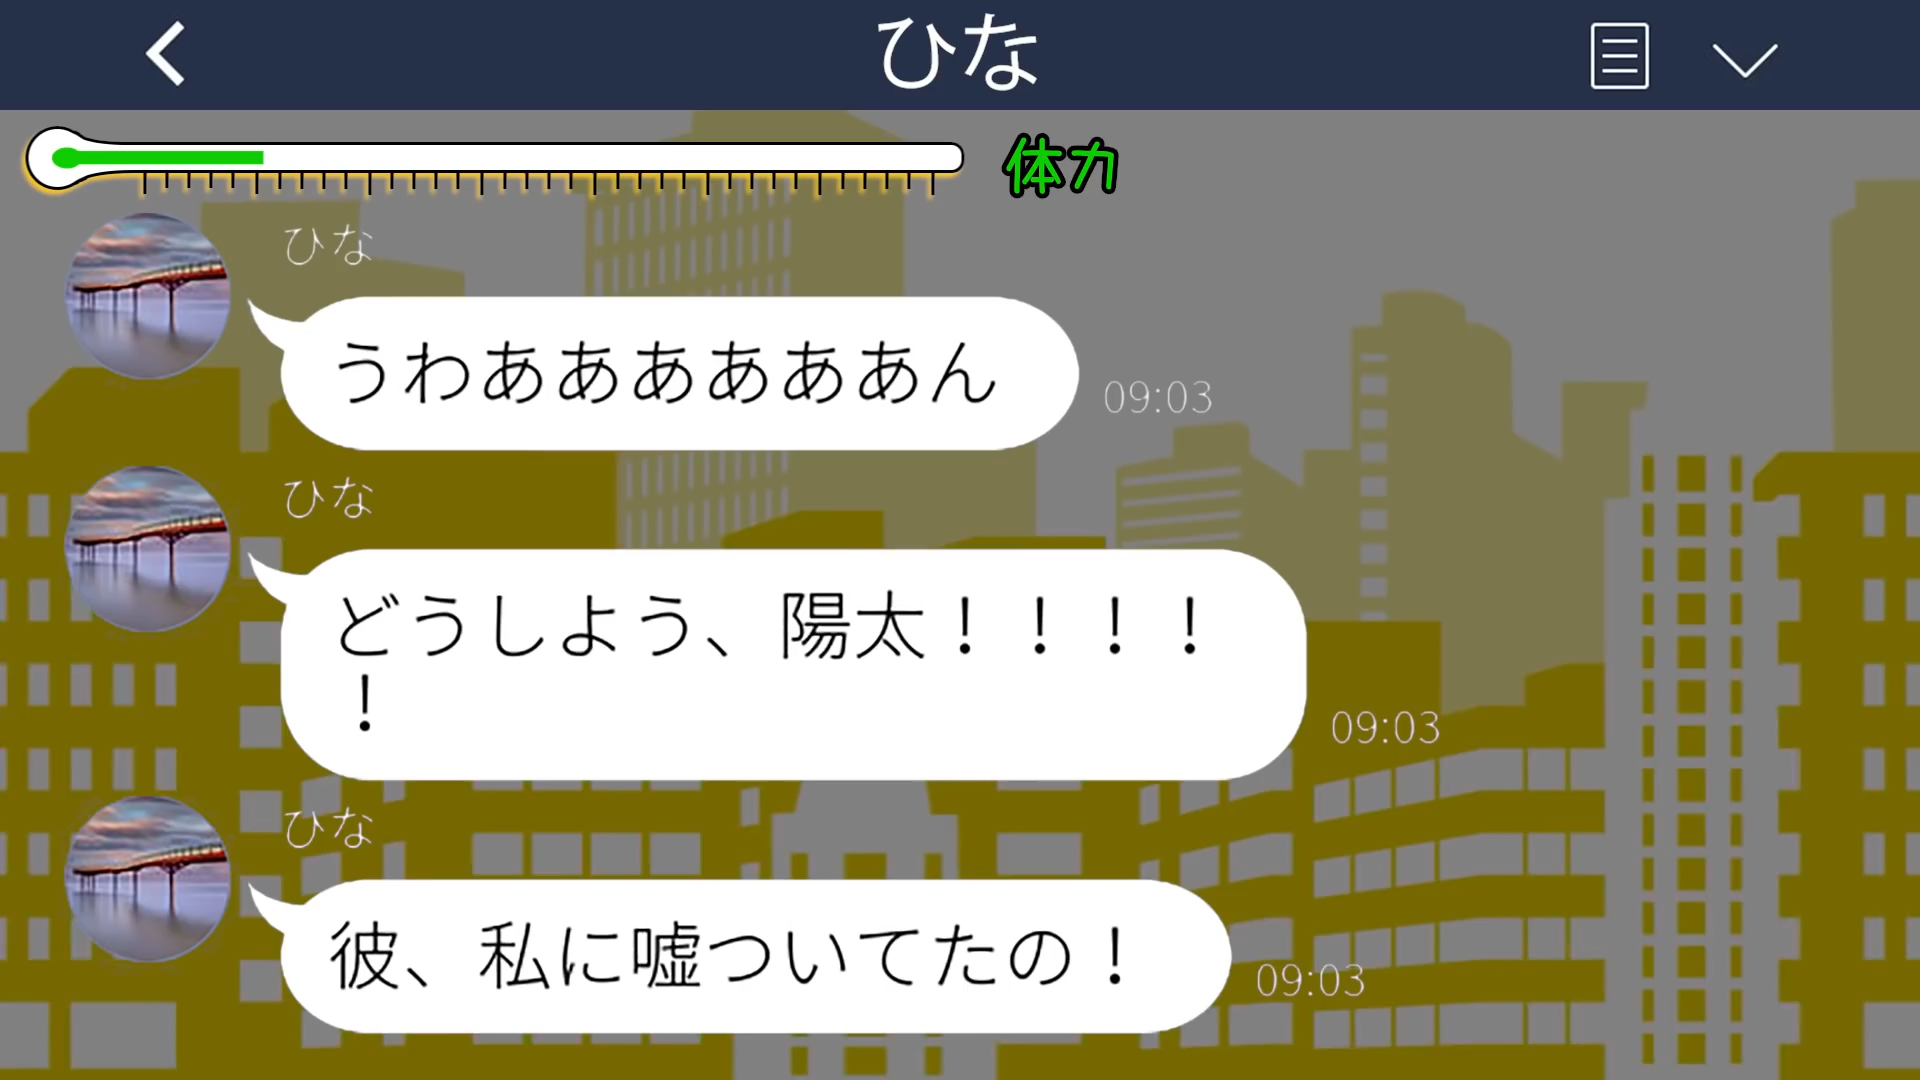 ひな
体力
ひな
うわああああああん
09:03
ひな
どうしよう、陽太！！！！
！
09:03
ひな
彼、私に嘘ついてたの！
09:03